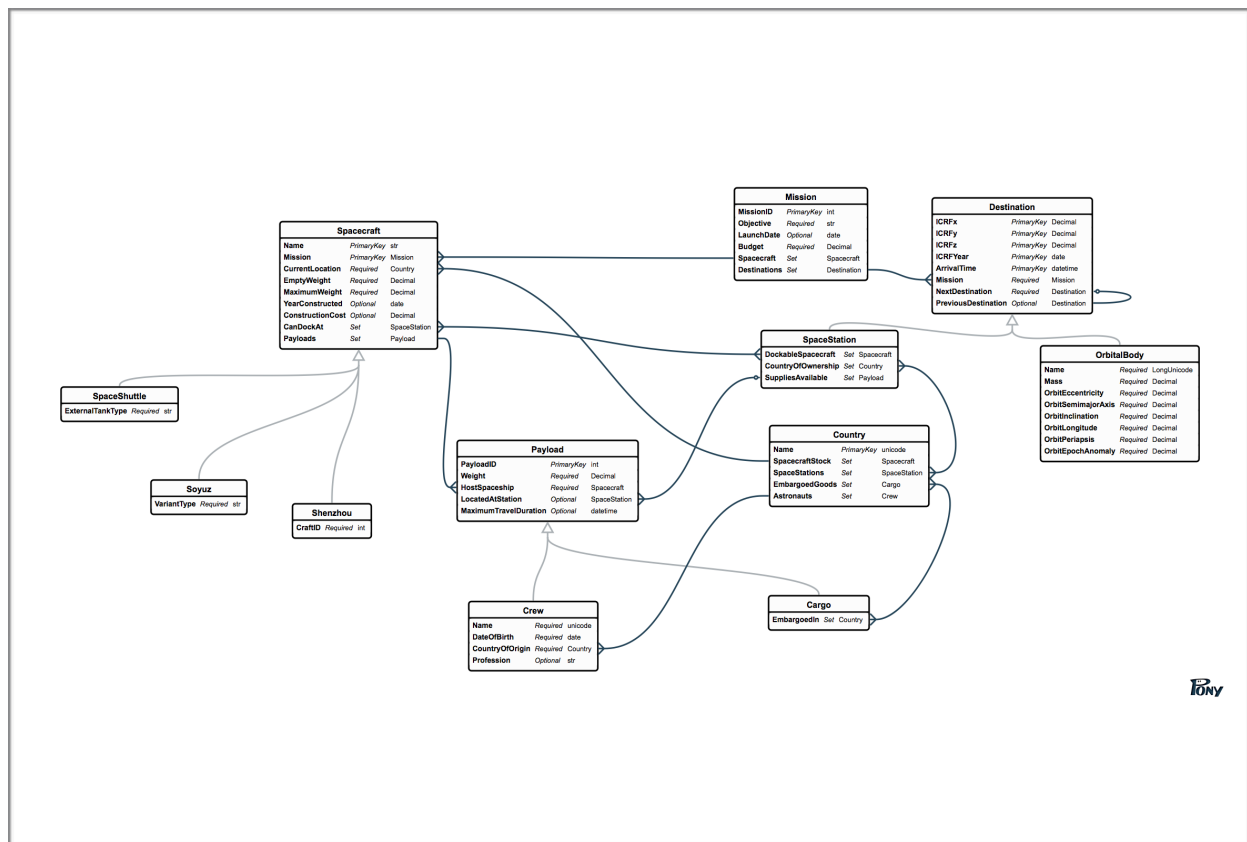 Mission
MissionID PrimaryKey int
Objective Required str
LaunchDate Optional date
Budget Required Decimal
Spacecraft Set Spacecraft
Destinations Set Destination
Destination
ICRFx PrimaryKey Decimal
ICRFy PrimaryKey Decimal
ICRFz PrimaryKey Decimal
ICRFYear PrimaryKey date
ArrivalTime PrimaryKey datetime
Mission Required Mission
NextDestination Required Destination
PreviousDestination Optional Destination
Spacecraft
Name PrimaryKey str
Mission PrimaryKey Mission
CurrentLocation Required Country
EmptyWeight Required Decimal
MaximumWeight Required Decimal
YearConstructed Optional date
ConstructionCost Optional Decimal
CanDockAt Set SpaceStation
Payloads Set Payload
SpaceStation
DockableSpacecraft Set Spacecraft
CountryOfOwnership Set Country
SuppliesAvailable Set Payload
OrbitalBody
Name Required LongUnicode
Mass Required Decimal
OrbitEccentricity Required Decimal
OrbitSemimajorAxis Required Decimal
OrbitInclination Required Decimal
OrbitLongitude Required Decimal
OrbitPeriapsis Required Decimal
OrbitEpochAnomaly Required Decimal
SpaceShuttle
ExternalTankType Required str
Country
Name PrimaryKey unicode
SpacecraftStock Set Spacecraft
SpaceStations Set SpaceStation
EmbargoedGoods Set Cargo
Astronauts Set Crew
Payload
PayloadID PrimaryKey int
Weight Required Decimal
HostSpaceship Required Spacecraft
LocatedAtStation Optional SpaceStation
MaximumTravelDuration Optional datetime
Soyuz
VariantType Required str
Shenzhou
CraftID Required int
Crew
Name Required unicode
DateOfBirth Required date
CountryOfOrigin Required Country
Profession Optional str
Cargo
EmbargoedIn Set Country
PONY